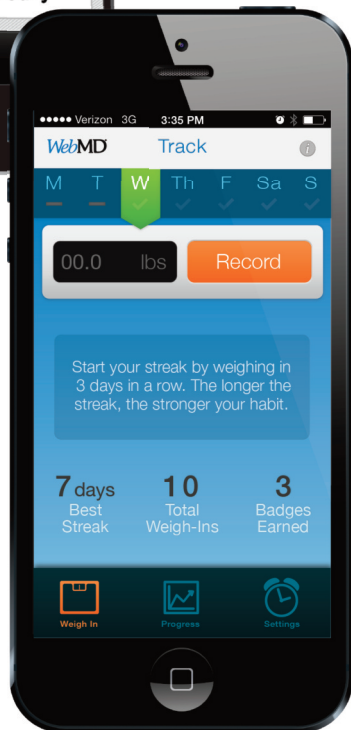 Verizon 3G 3:35 PM
WebMD Track
M T W Th F Sa S
00.0 lbs Record
Start your streak by weighing in
3 days in a row. The longer the
streak, the stronger your habit.
7 days 10 3
Best Total Badges
Streak Weigh-Ins Earned
Weigh In Progress Settings